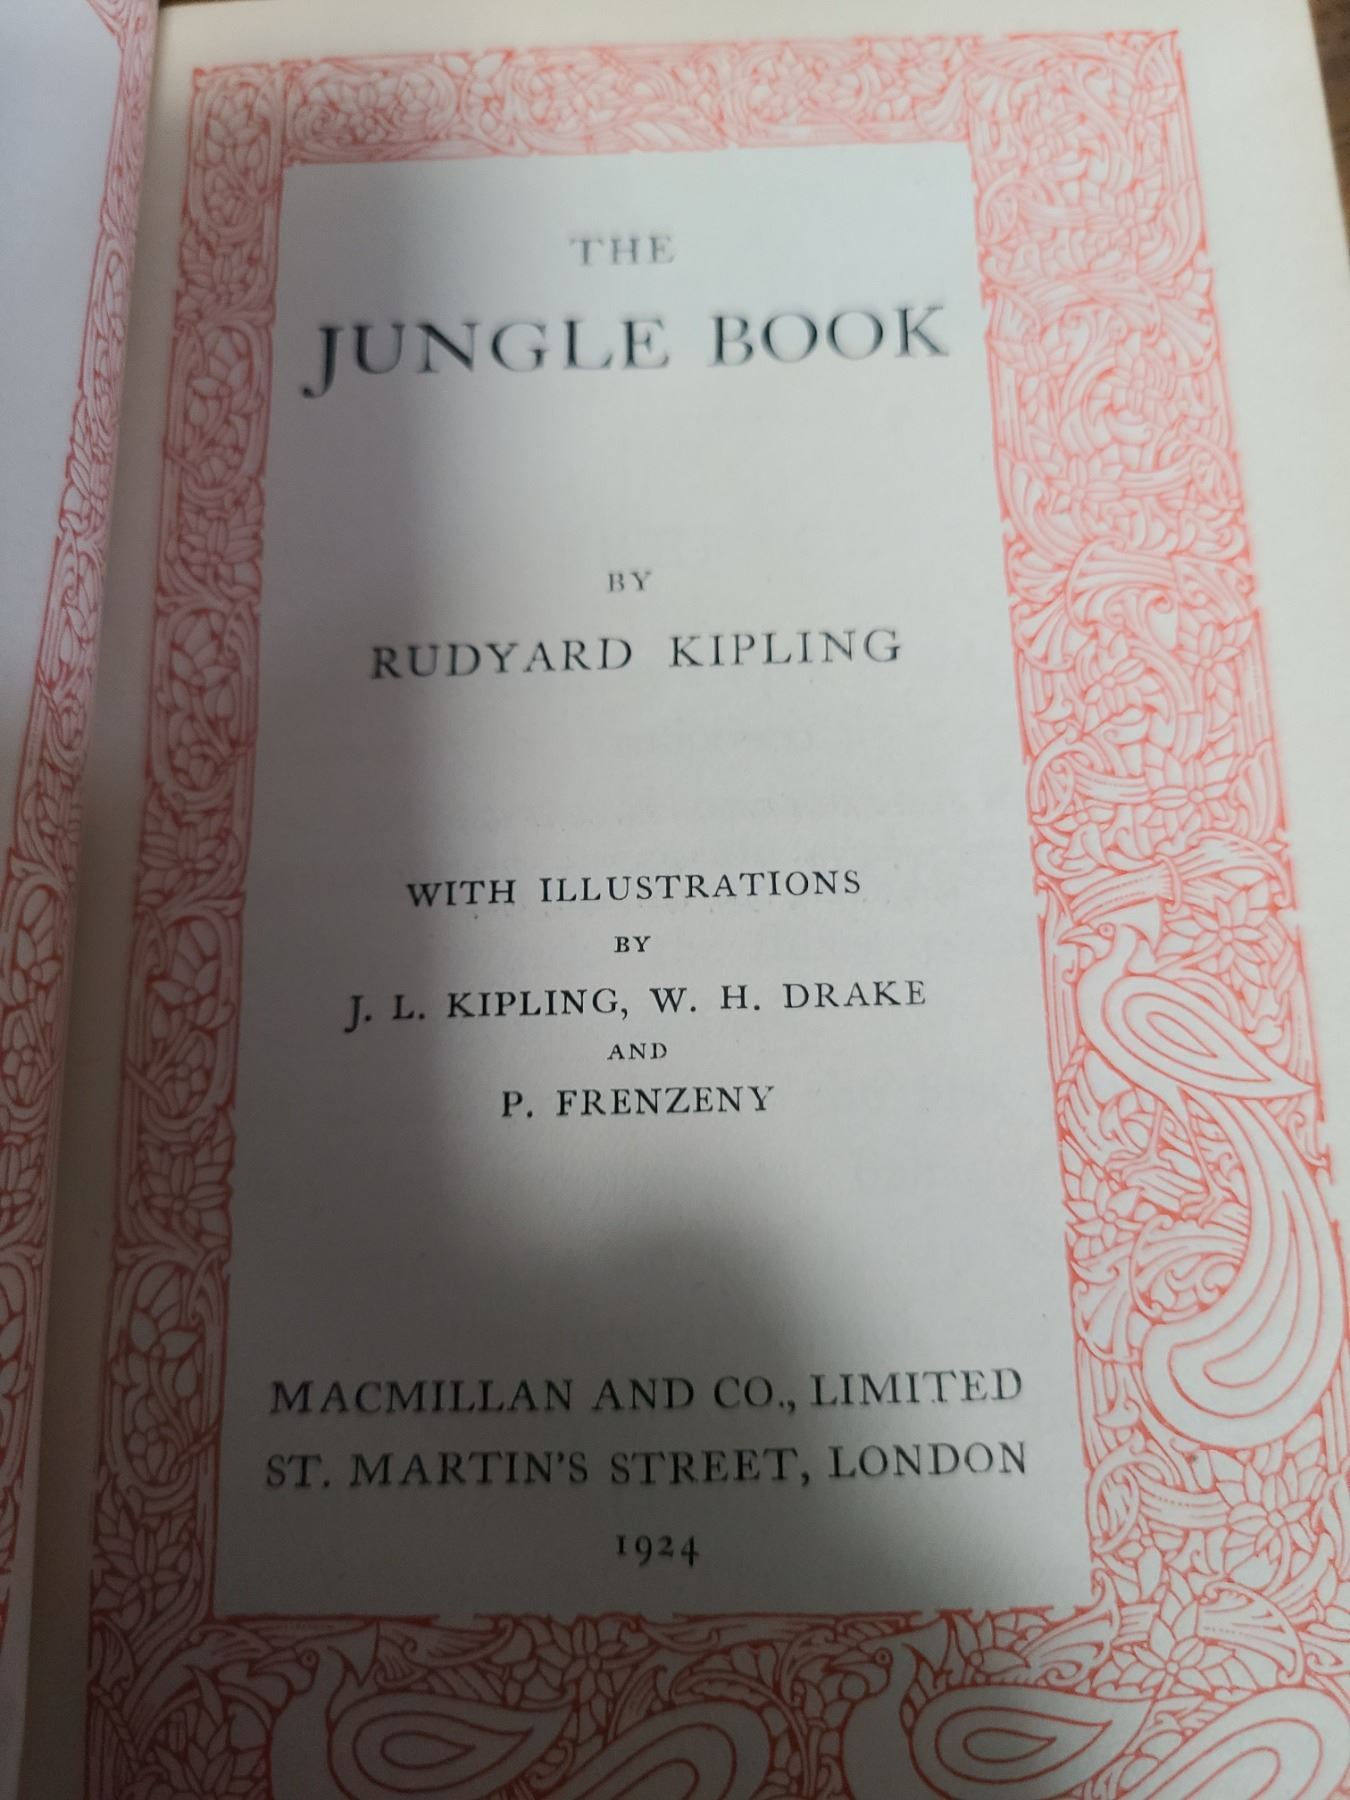 THE
JUNGLE BOOK
BY
RUDYARD KIPLING
WITH ILLUSTRATIONS
BY
J. L. KIPLING, W. H. DRAKE
AND
P. FRENZENY
MACMILLAN AND CO., LIMITED
ST. MARTIN'S STREET, LONDON
1924